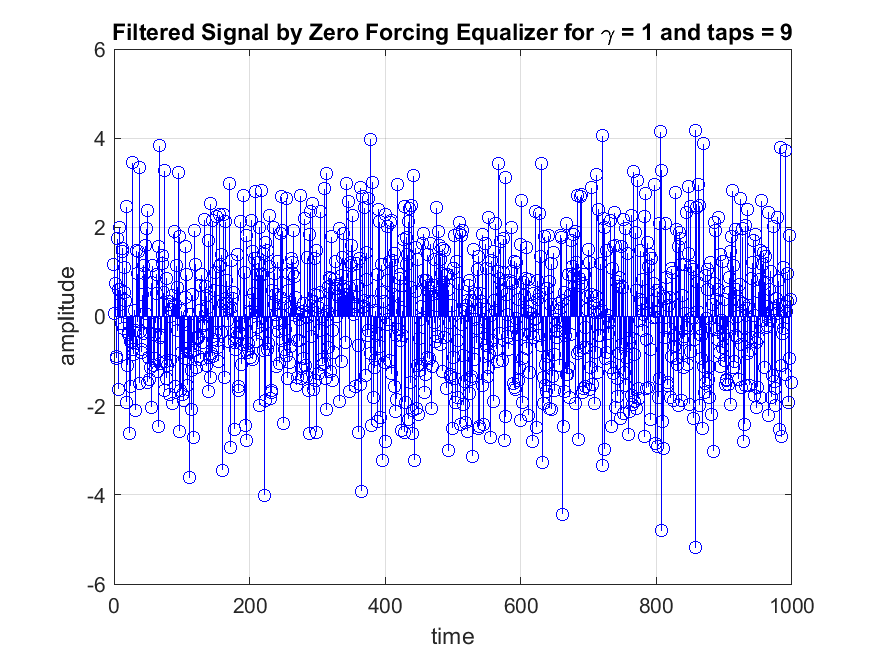 Filtered Signal by Zero Forcing Equalizer for γ = 1 and taps = 9
6
4
2
0
-2
-4
-6
amplitude
0 200 400 600 800 1000
time